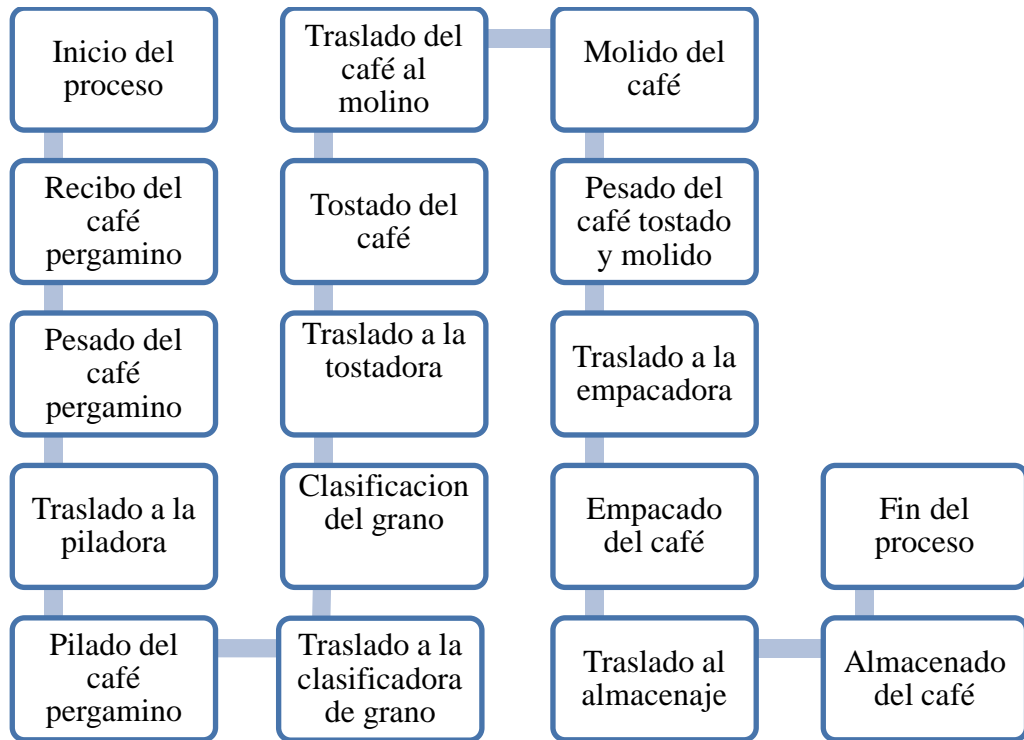 Inicio del
proceso
Recibo del
café
pergamino
Pesado del
café
pergamino
Traslado a la
piladora
Pilado del
café
pergamino
Traslado a la
clasificadora
de grano
Clasificacion
del grano
Traslado a la
tostadora
Tostado del
café
Traslado del
café al
molino
Molido del
café
Pesado del
café tostado
y molido
Traslado a la
empacadora
Empacado
del café
Traslado al
almacenaje
Almacenado
del café
Fin del
proceso